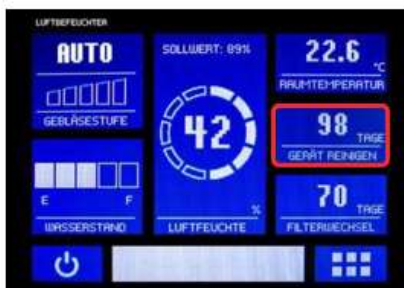 LUFTBEFEUCHTER
AUTO
GEBLÄSESTUFE
SOLLWERT: 89%
42
%
LUFTFEUCHTE
22.6 °C
RAUMTEMPERATUR
98 TAGE
GERÄT REINIGEN
E F
WASSERSTAND
70 TAGE
FILTERWECHSEL